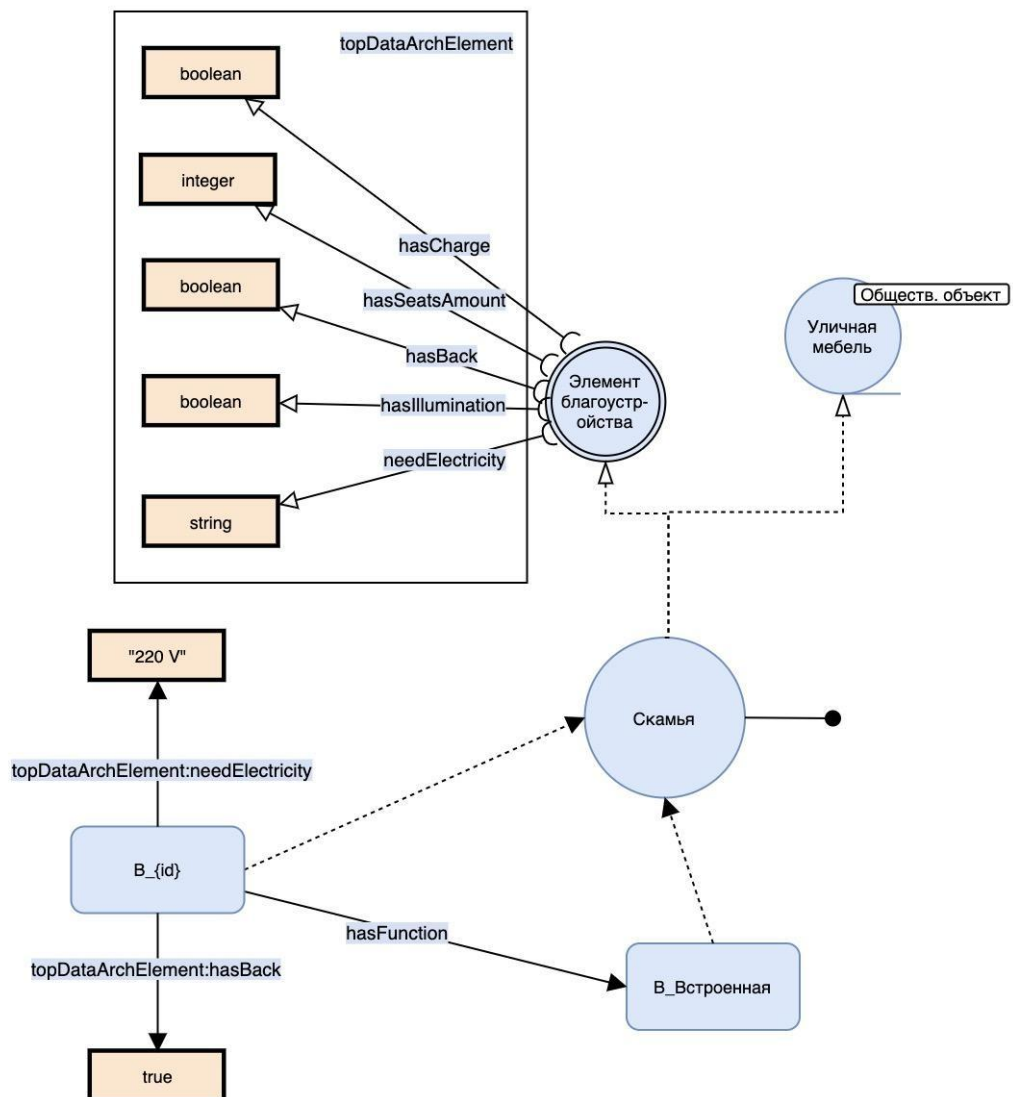 topDataArchElement
boolean
integer
hasCharge
boolean
hasSeatsAmount
Обществ. объект
Уличная
мебель
hasBack
Элемент
благоустр-
ойства
boolean
hasIllumination
needElectricity
string
"220 V"
Скамья
topDataArchElement:needElectricity
B_{id}
hasFunction
topDataArchElement:hasBack
B_Встроенная
true